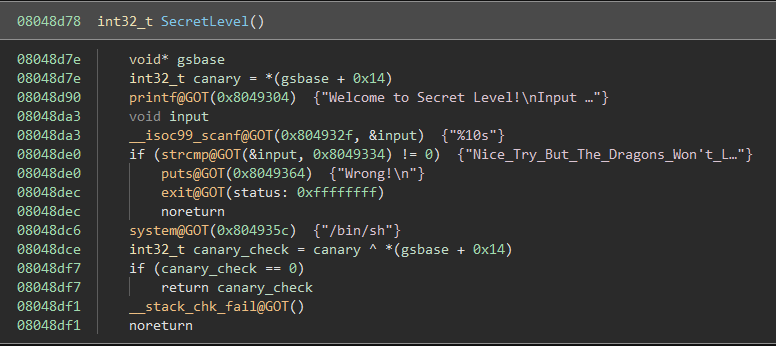 08048d78 int32_t SecretLevel()
08048d7e void* gsbase
08048d7e int32_t canary = *(gsbase + 0x14)
08048d90 printf@GOT(0x8049304) {"Welcome to Secret Level!\nInput …"}
08048da3 void input
08048da3 __isoc99_scanf@GOT(0x804932f, &input) {"%10s"}
08048de0 if (strcmp@GOT(&input, 0x8049334) != 0) {"Nice_Try_But_The_Dragons_Won't_L…"}
08048de0 puts@GOT(0x8049364) {"Wrong!\n"}
08048dec exit@GOT(status: 0xffffffff)
08048dec noreturn
08048dc6 system@GOT(0x804935c) {"/bin/sh"}
08048dce int32_t canary_check = canary ^ *(gsbase + 0x14)
08048df7 if (canary_check == 0)
08048df7 return canary_check
08048df1 __stack_chk_fail@GOT()
08048df1 noreturn